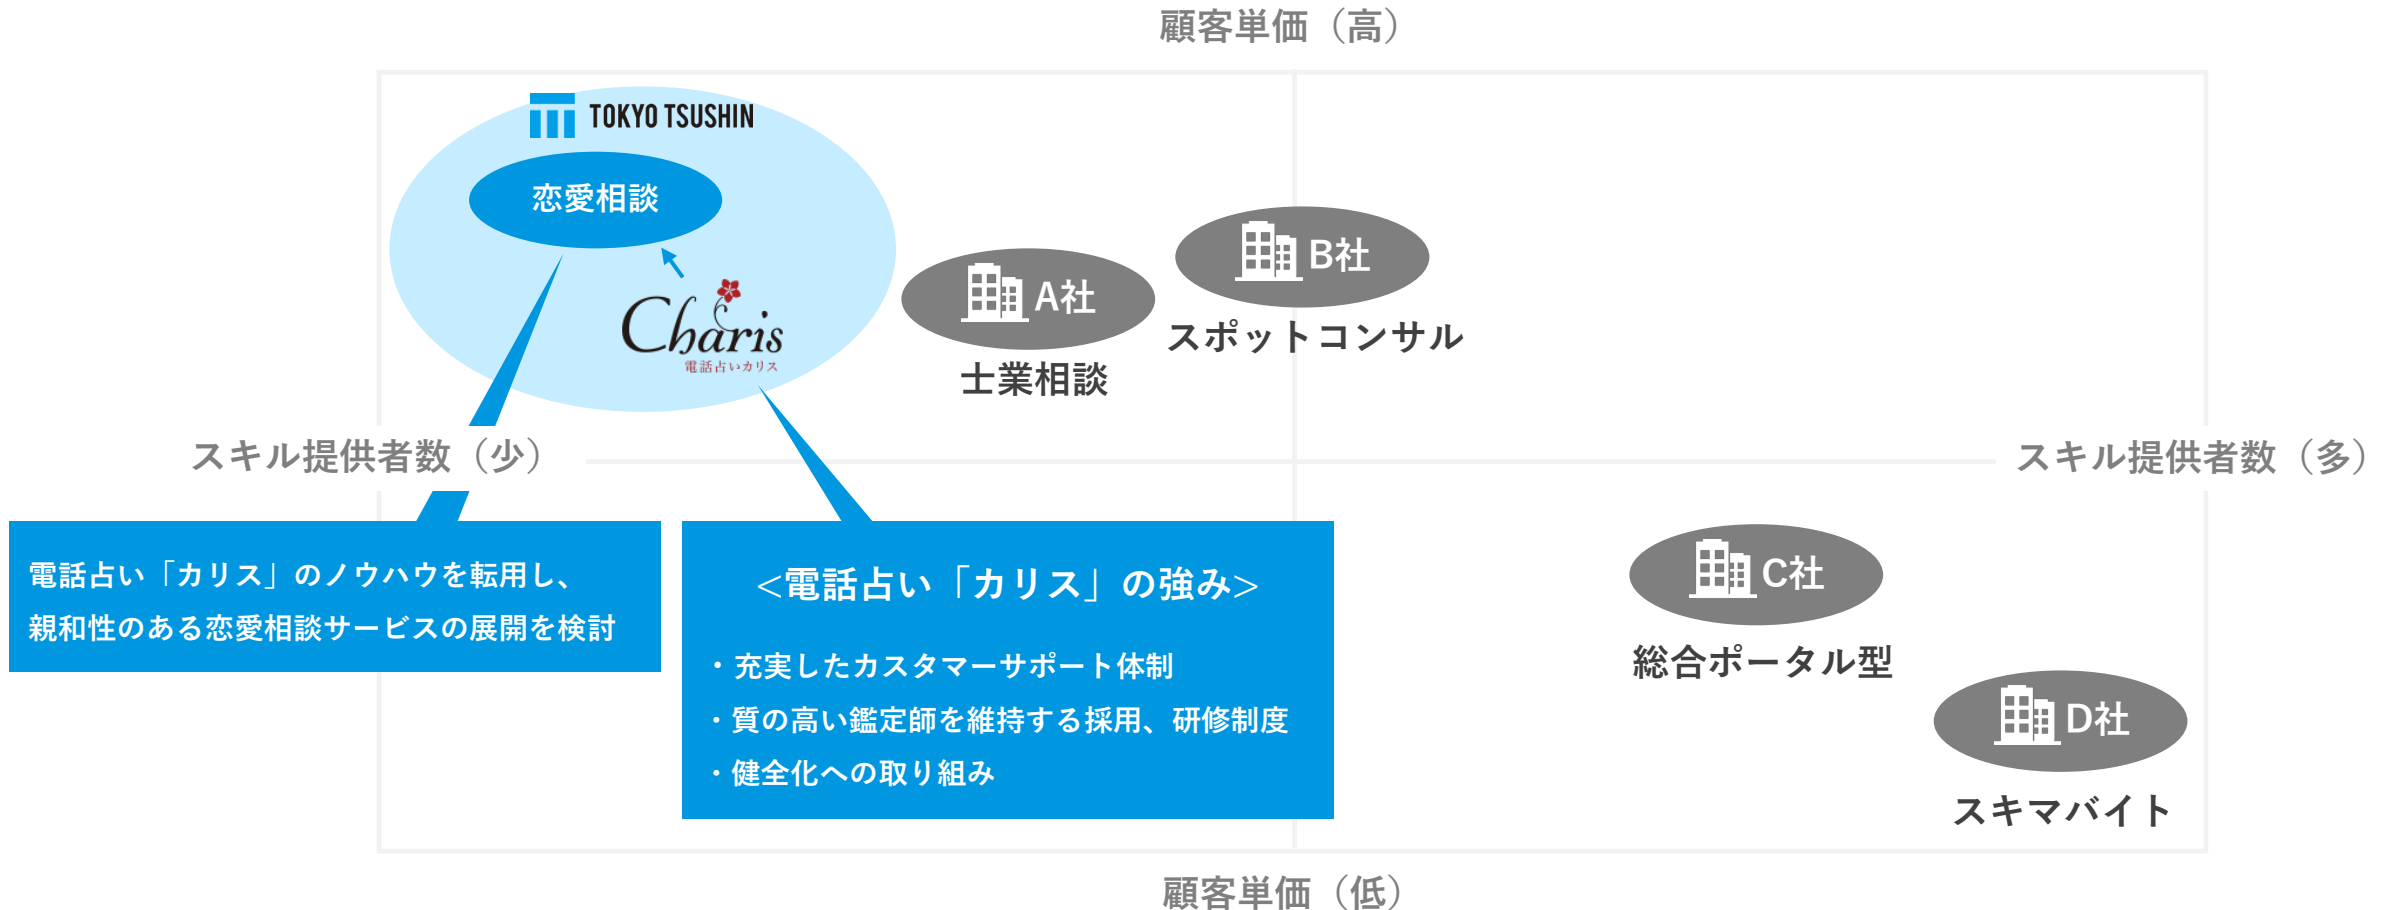 顧客単価（高）
TOKYO TSUSHIN
恋愛相談
Charis
電話占いカリス
A社
士業相談
B社
スポットコンサル
スキル提供者数（少）
スキル提供者数（多）
電話占い「カリス」のノウハウを転用し、
親和性のある恋愛相談サービスの展開を検討
<電話占い「カリス」の強み>
・充実したカスタマーサポート体制
・質の高い鑑定師を維持する採用、研修制度
・健全化への取り組み
C社
総合ポータル型
D社
スキマバイト
顧客単価（低）